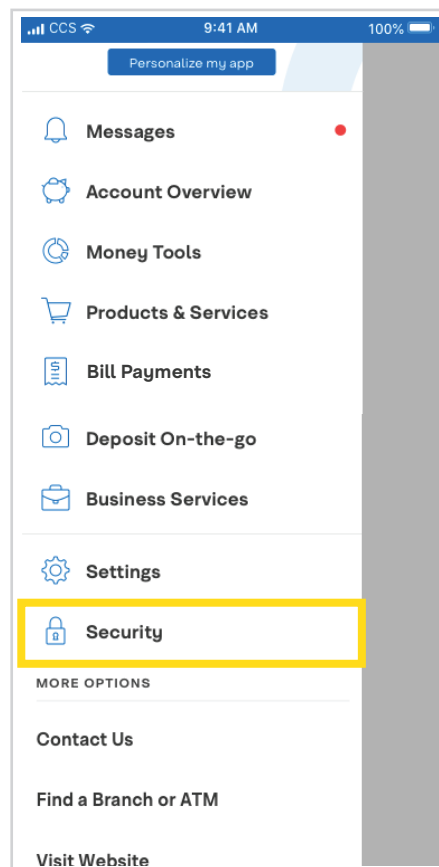 CCS 9:41 AM 100%
Personalize my app
Messages
Account Overview
Money Tools
Products & Services
Bill Payments
Deposit On-the-go
Business Services
Settings
Security
MORE OPTIONS
Contact Us
Find a Branch or ATM
Visit Website